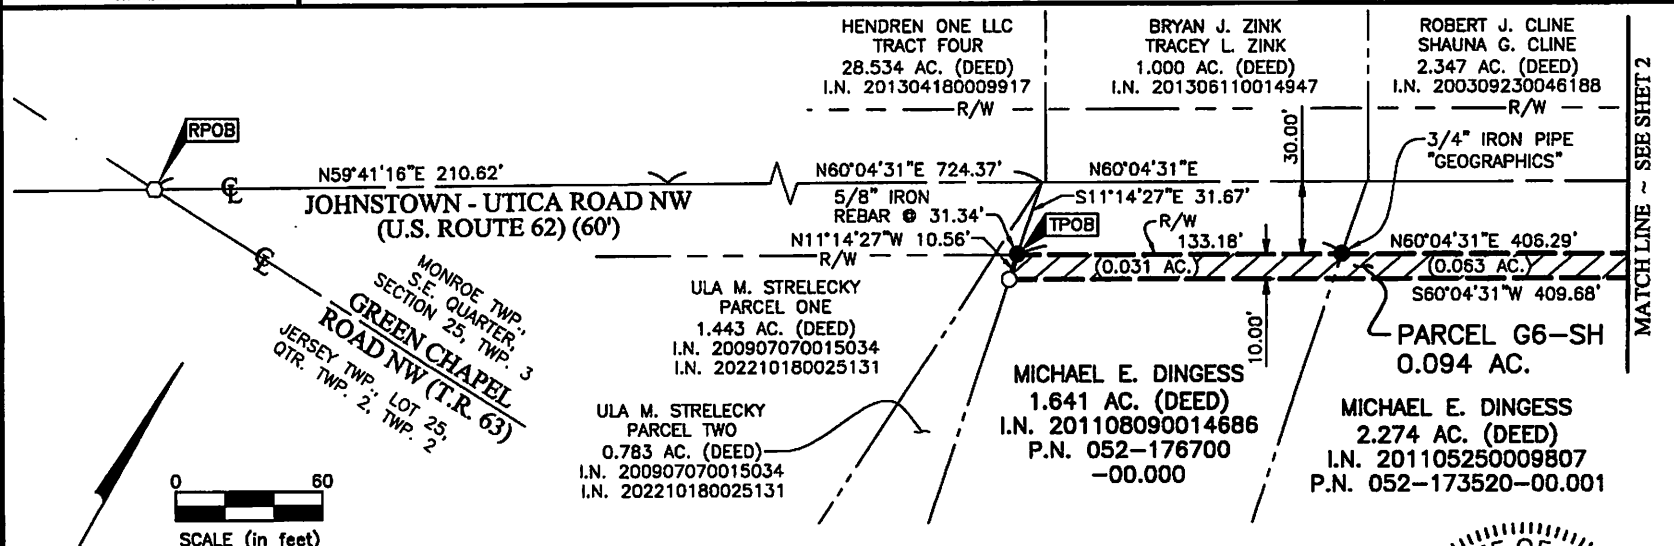 HENDREN ONE LLC
TRACT FOUR
28.534 AC. (DEED)
I.N. 201304180009917
R/W
BRYAN J. ZINK
TRACEY L. ZINK
1.000 AC. (DEED)
I.N. 201306110014947
ROBERT J. CLINE
SHAUNA G. CLINE
2.347 AC. (DEED)
I.N. 200309230046188
R/W
MATCH LINE ~ SEE SHEET 2
RPOB
30.00'
3/4" IRON PIPE
"GEOGRAPHICS"
N59°41'16"E 210.62'
N60°04'31"E 724.37'
N60°04'31"E
CL
JOHNSTOWN - UTICA ROAD NW
(U.S. ROUTE 62) (60')
5/8" IRON
REBAR @ 31.34'
S11°14'27"E 31.67'
TPOB
R/W
N11°14'27"W 10.56'
R/W
133.18'
N60°04'31"E 406.29'
(0.031 AC.)
(0.063 AC.)
S60°04'31"W 409.68'
10.00'
CL
MONROE TWP.,
S.E. QUARTER,
SECTION 25, TWP. 3
GREEN CHAPEL
ROAD NW (T.R. 63)
JERSEY TWP., LOT 25,
QTR. TWP. 2, TWP. 2
ULA M. STRELECKY
PARCEL ONE
1.443 AC. (DEED)
I.N. 200907070015034
I.N. 202210180025131
PARCEL G6-SH
0.094 AC.
ULA M. STRELECKY
PARCEL TWO
0.783 AC. (DEED)
I.N. 200907070015034
I.N. 202210180025131
MICHAEL E. DINGESS
1.641 AC. (DEED)
I.N. 201108090014686
P.N. 052-176700
-00.000
MICHAEL E. DINGESS
2.274 AC. (DEED)
I.N. 201105250009807
P.N. 052-173520-00.001
0 60
SCALE (in feet)